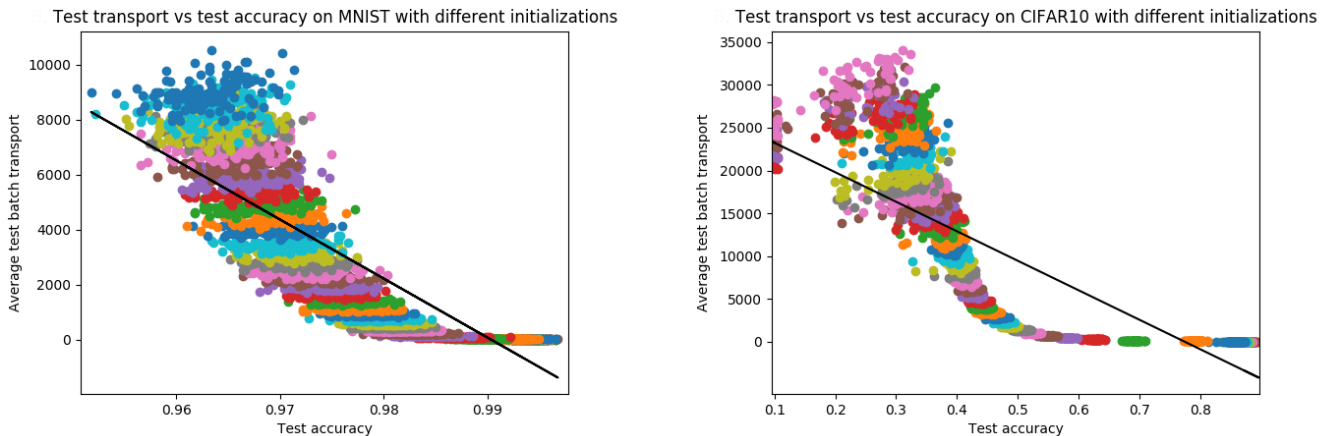 Test transport vs test accuracy on MNIST with different initializations
10000
8000
6000
4000
2000
0
0.96 0.97 0.98 0.99
Average test batch transport
Test accuracy
Test transport vs test accuracy on CIFAR10 with different initializations
35000
30000
25000
20000
15000
10000
5000
0
0.1 0.2 0.3 0.4 0.5 0.6 0.7 0.8
Average test batch transport
Test accuracy